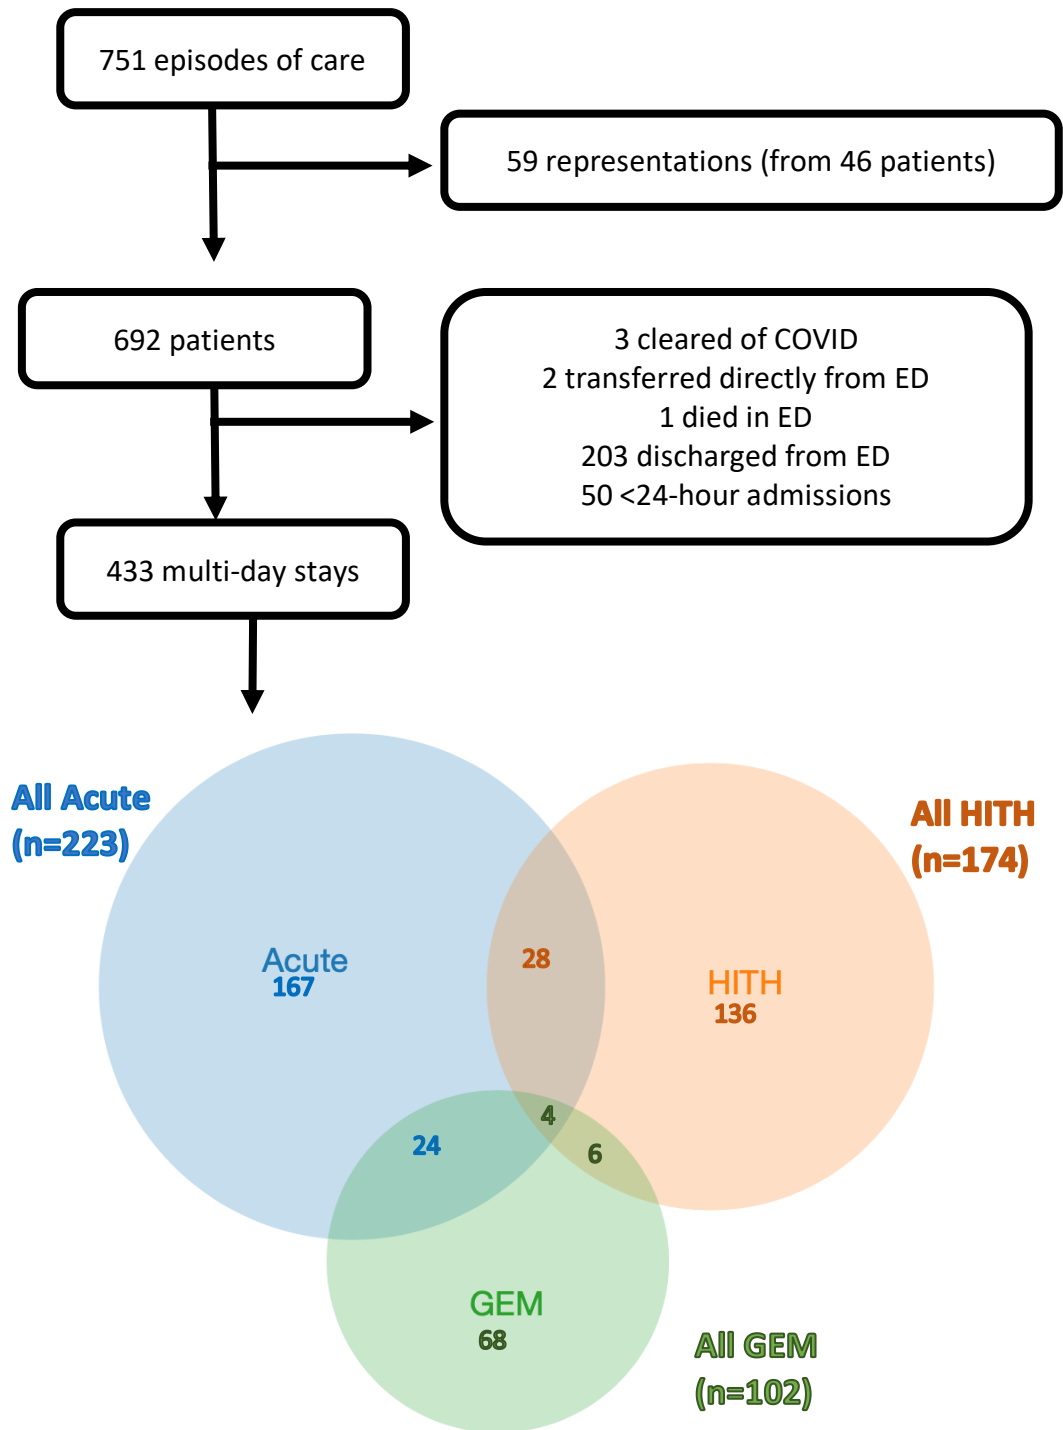 751 episodes of care
59 representations (from 46 patients)
692 patients
3 cleared of COVID
2 transferred directly from ED
1 died in ED
203 discharged from ED
50 <24-hour admissions
433 multi-day stays
All Acute
(n=223)
All HITH
(n=174)
Acute
167
28
HITH
136
4
24
6
GEM
68
All GEM
(n=102)